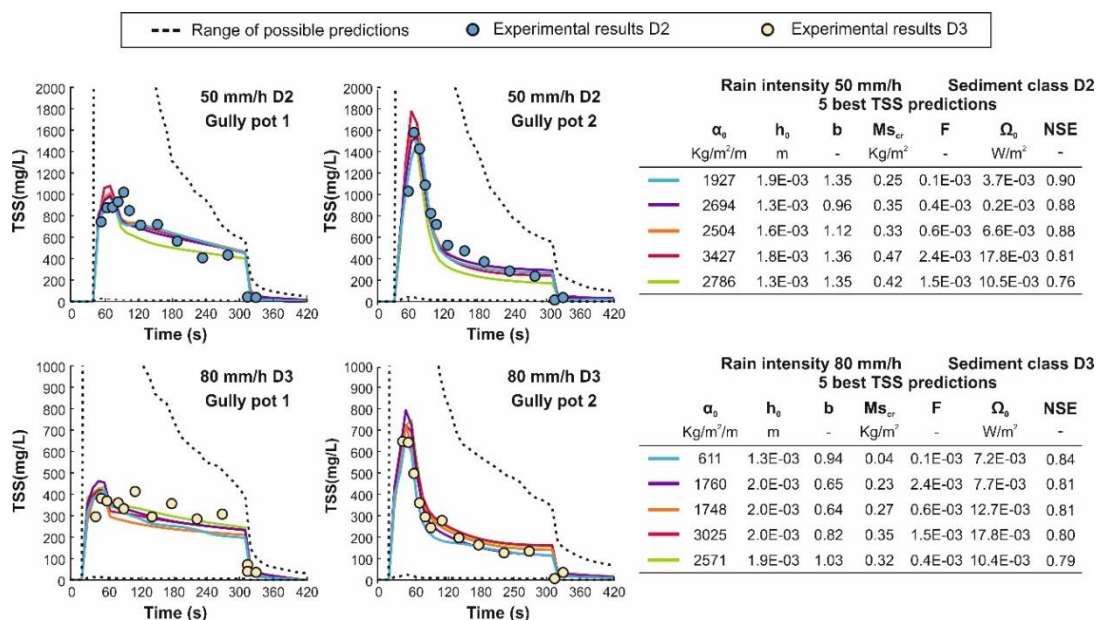 Range of possible predictions Experimental results D2 Experimental results D3
50 mm/h D2
Gully pot 1
TSS(mg/L)
2000
1800
1600
1400
1200
1000
800
600
400
200
0
0 60 120 180 240 300 360 420
Time (s)
50 mm/h D2
Gully pot 2
TSS(mg/L)
2000
1800
1600
1400
1200
1000
800
600
400
200
0
0 60 120 180 240 300 360 420
Time (s)
Rain intensity 50 mm/h Sediment class D2
5 best TSS predictions
α₀ h₀ b Ms_cr F Ω₀ NSE
Kg/m²/m m - Kg/m² - W/m² -
1927 1.9E-03 1.35 0.25 0.1E-03 3.7E-03 0.90
2694 1.3E-03 0.96 0.35 0.4E-03 0.2E-03 0.88
2504 1.6E-03 1.12 0.33 0.6E-03 6.6E-03 0.88
3427 1.8E-03 1.36 0.47 2.4E-03 17.8E-03 0.81
2786 1.3E-03 1.35 0.42 1.5E-03 10.5E-03 0.76
80 mm/h D3
Gully pot 1
TSS(mg/L)
1000
900
800
700
600
500
400
300
200
100
0
0 60 120 180 240 300 360 420
Time (s)
80 mm/h D3
Gully pot 2
TSS(mg/L)
1000
900
800
700
600
500
400
300
200
100
0
0 60 120 180 240 300 360 420
Time (s)
Rain intensity 80 mm/h Sediment class D3
5 best TSS predictions
α₀ h₀ b Ms_cr F Ω₀ NSE
Kg/m²/m m - Kg/m² - W/m² -
611 1.3E-03 0.94 0.04 0.1E-03 7.2E-03 0.84
1760 2.0E-03 0.65 0.23 2.4E-03 7.7E-03 0.81
1748 2.0E-03 0.64 0.27 0.6E-03 12.7E-03 0.81
3025 2.0E-03 0.82 0.35 1.5E-03 17.8E-03 0.80
2571 1.9E-03 1.03 0.32 0.4E-03 10.4E-03 0.79